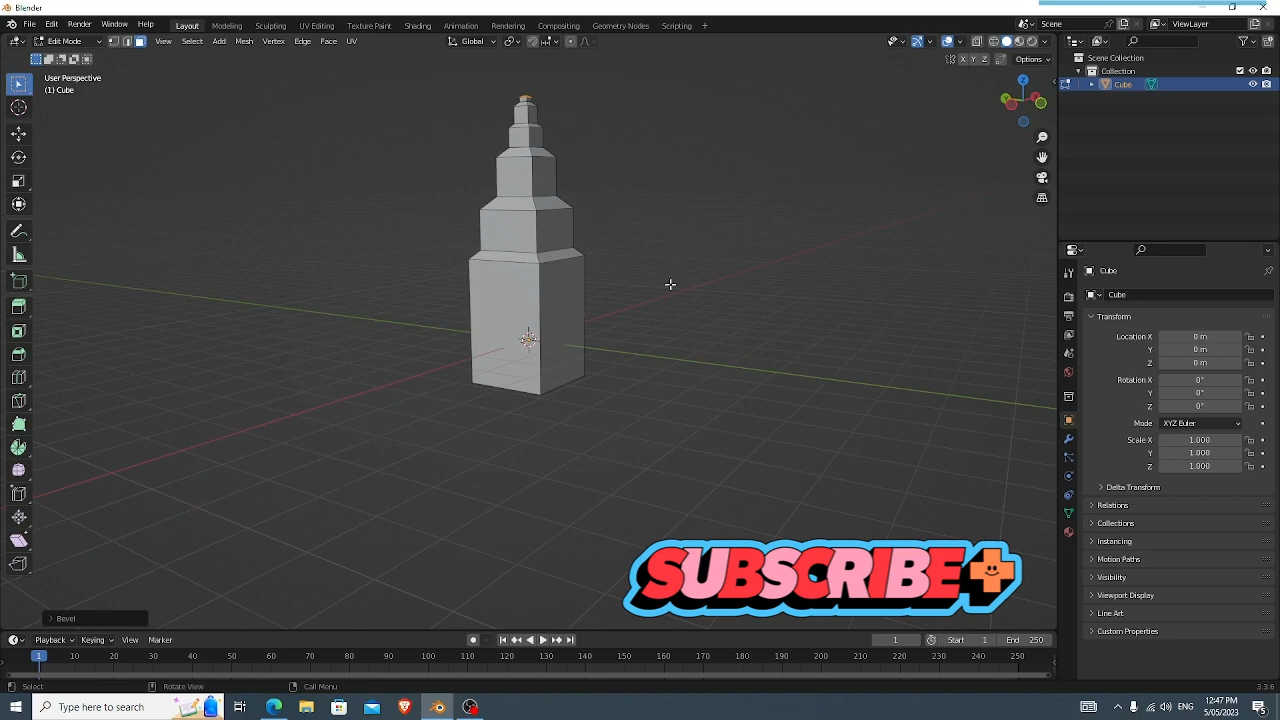 Blender
File Edit Render Window Help Layout Modeling Sculpting UV Editing Texture Paint Shading Animation Rendering Compositing Geometry Nodes Scripting + Scene ViewLayer
Edit Mode View Select Add Mesh Vertex Edge Face UV Global
X Y Z Options
User Perspective
(1) Cube
Scene Collection
Collection
Cube
Z
Cube
Cube
Transform
Location X 0 m
Y 0 m
Z 0 m
Rotation X 0°
Y 0°
Z 0°
Mode XYZ Euler
Scale X 1.000
Y 1.000
Z 1.000
Delta Transform
Relations
Collections
Instancing
Motion Paths
Visibility
Viewport Display
Line Art
Custom Properties
SUBSCRIBE
Bevel
Playback Keying View Marker 1 Start 1 End 250
1 10 20 30 40 50 60 70 80 90 100 110 120 130 140 150 160 170 180 190 200 210 220 230 240 250
Select Rotate View Call Menu 3.3.6
Type here to search ENG 12:47 PM
5/05/2023